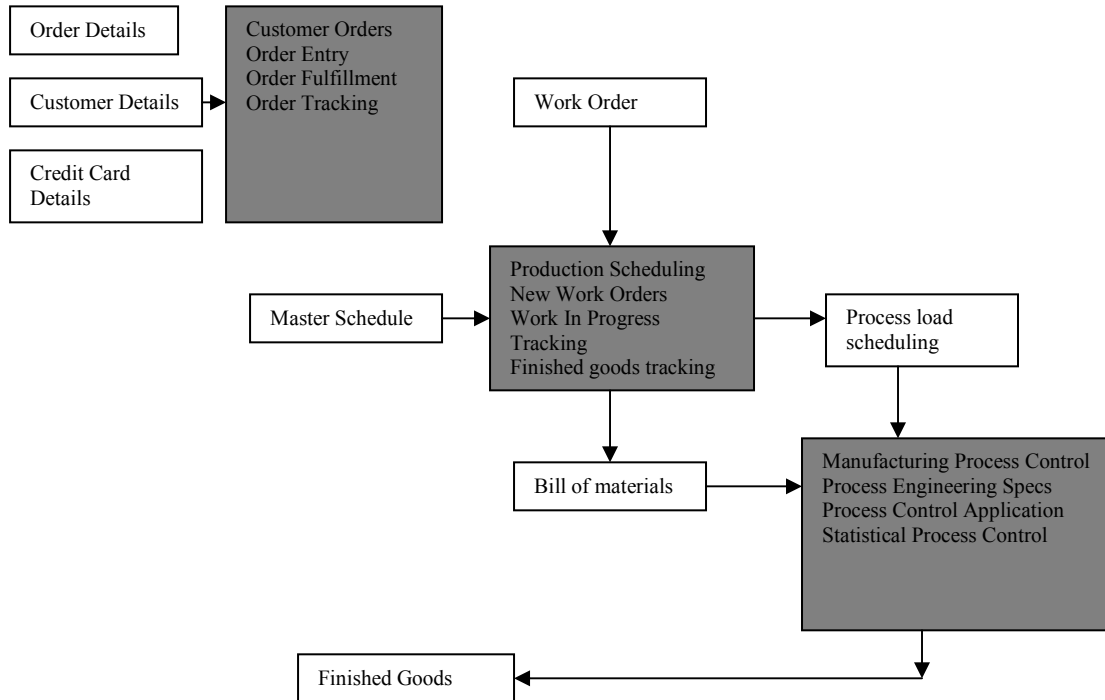 Order Details
Customer Details
Credit Card
Details
Customer Orders
Order Entry
Order Fulfillment
Order Tracking
Work Order
Master Schedule
Production Scheduling
New Work Orders
Work In Progress
Tracking
Finished goods tracking
Process load
scheduling
Bill of materials
Manufacturing Process Control
Process Engineering Specs
Process Control Application
Statistical Process Control
Finished Goods